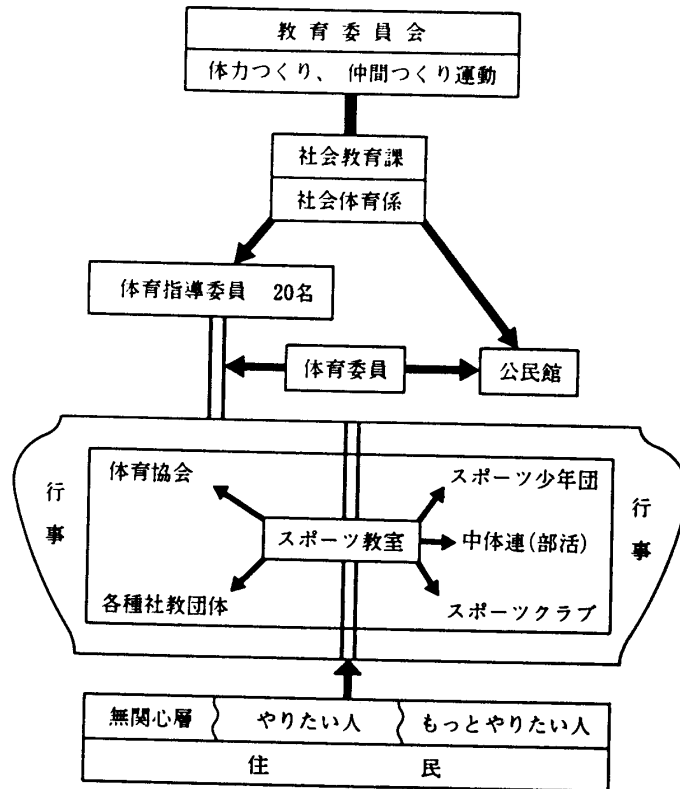 教育委員会
体力つくり、仲間つくり運動
社会教育課
社会体育係
体育指導委員 20名
体育委員
公民館
行事
体育協会
スポーツ少年団
行事
スポーツ教室
中体連(部活)
各種社教団体
スポーツクラブ
無関心層
やりたい人
もっとやりたい人
住民